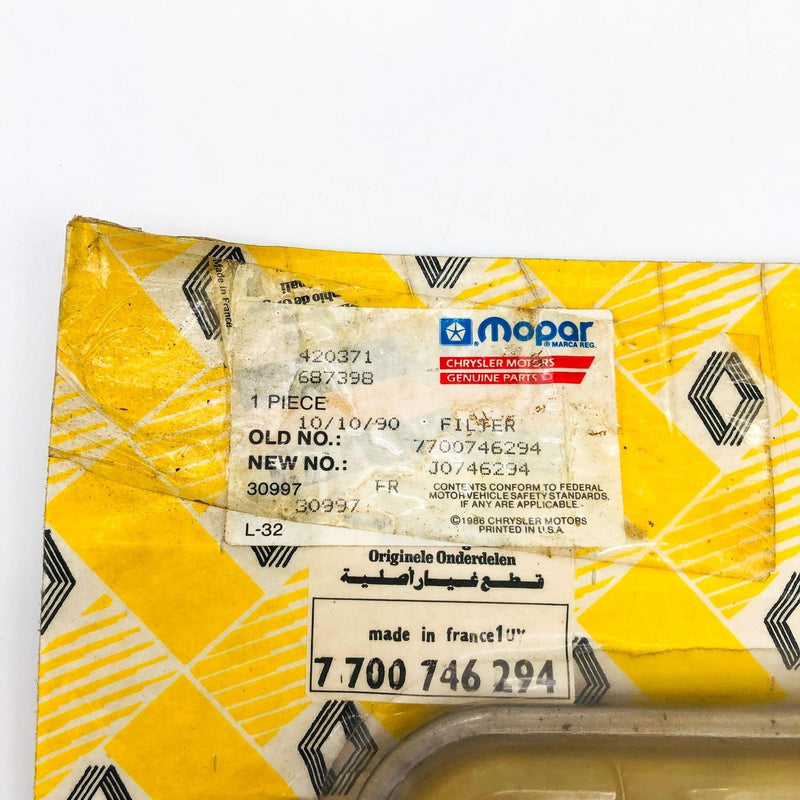 Made in France
Mopar
® MARCA REG.
CHRYSLER MOTORS
GENUINE PARTS
420371
687398
1 PIECE
10/10/90 FILTER
OLD NO.: 7700746294
NEW NO.: J0746294
30997 FR
30997
CONTENTS CONFORM TO FEDERAL
MOTOR VEHICLE SAFETY STANDARDS.
IF ANY ARE APPLICABLE.
L-32
©1986 CHRYSLER MOTORS
PRINTED IN U.S.A.
Originele Onderdelen
قطع غيار أصلية
made in france 1UY
7 700 746 294